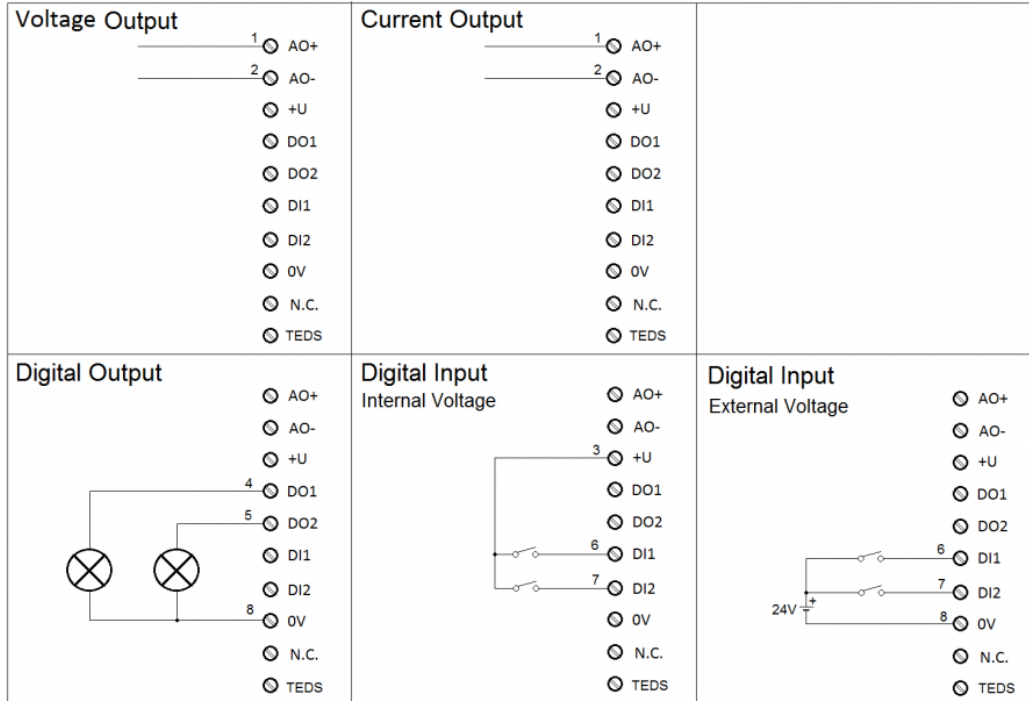 Voltage Output
1 AO+
2 AO-
+U
DO1
DO2
DI1
DI2
0V
N.C.
TEDS
Current Output
1 AO+
2 AO-
+U
DO1
DO2
DI1
DI2
0V
N.C.
TEDS
Digital Output
AO+
AO-
+U
4 DO1
5 DO2
DI1
DI2
8 0V
N.C.
TEDS
Digital Input
Internal Voltage
AO+
AO-
3 +U
DO1
DO2
6 DI1
7 DI2
0V
N.C.
TEDS
Digital Input
External Voltage
AO+
AO-
+U
DO1
DO2
6 DI1
7 DI2
24V +
8 0V
N.C.
TEDS